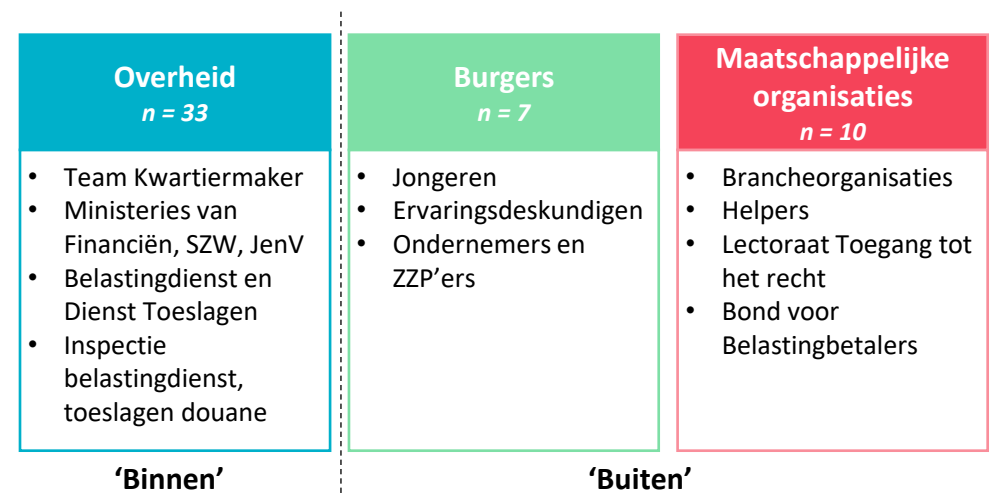 Overheid
n = 33
• Team Kwartiermaker
• Ministeries van
Financiën, SZW, JenV
• Belastingdienst en
Dienst Toeslagen
• Inspectie
belastingdienst,
toeslagen douane
‘Binnen’
Burgers
n = 7
• Jongeren
• Ervaringsdeskundigen
• Ondernemers en
ZZP’ers
Maatschappelijke
organisaties
n = 10
• Brancheorganisaties
• Helpers
• Lectoraat Toegang tot
het recht
• Bond voor
Belastingbetalers
‘Buiten’